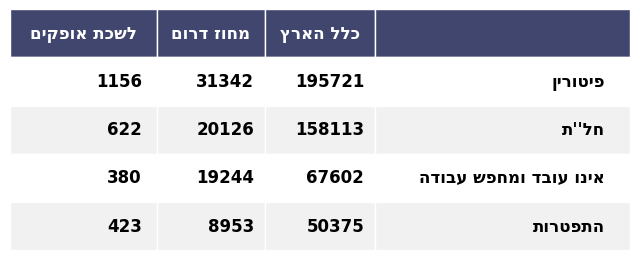 כלל הארץ מחוז דרום לשכת אופקים
פיטורין 195721 31342 1156
חל''ת 158113 20126 622
אינו עובד ומחפש עבודה 67602 19244 380
התפטרות 50375 8953 423